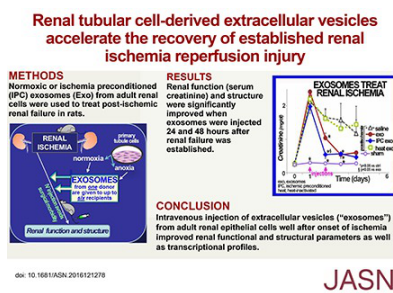 Renal tubular cell-derived extracellular vesicles
accelerate the recovery of established renal
ischemia reperfusion injury
METHODS
Normoxic or ischemia preconditioned
(IPC) exosomes (Exo) from adult renal
cells were used to treat post-ischemic
renal failure in rats.
RENAL
ISCHEMIA
primary
tubule cells
normoxia
anoxia
EXOSOMES
from one donor
are given to up to
six recipients
Renal function and structure
RESULTS
Renal function (serum
creatinine) and structure
were significantly
improved when
exosomes were injected
24 and 48 hours after
renal failure was
established.
EXOSOMES TREAT
RENAL ISCHEMIA
Creatinine (mg/dl)
saline
exo
IPC exo
heat exo
sham
injections
Time (days)
CONCLUSION
Intravenous injection of extracellular vesicles ("exosomes")
from adult renal epithelial cells well after onset of ischemia
improved renal functional and structural parameters as well
as transcriptional profiles.
doi: 10.1681/ASN.2016121278
JASN